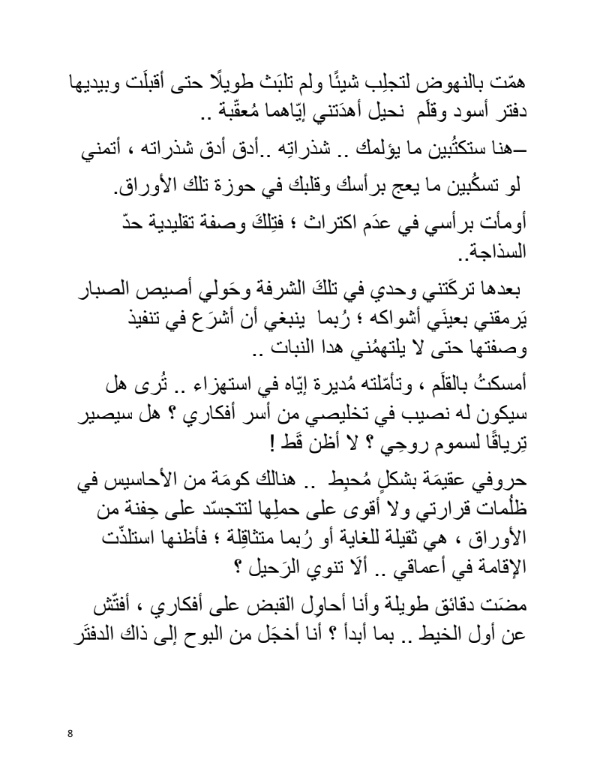 همّت بالنهوض لتجلِب شيئًا ولم تلبَث طويلًا حتى أقبلَت وبيديها
دفتر أسود وقلَم نحيل أهدَتني إيّاهما مُعقّبة ..
–هنا ستكتُبين ما يؤلمك .. شذراتِه ..أدق أدق شذراته ، أتمني
لو تسكُبين ما يعج برأسك وقلبك في حوزة تلك الأوراق.
أومأت برأسي في عدَم اكتراث ؛ فتِلكَ وصفة تقليدية حدّ
السذاجة..
بعدها تركَتني وحدي في تلكَ الشرفة وحَولي أصيص الصبار
يَرمقني بعينَي أشواكه ؛ رُبما ينبغي أن أشرَع في تنفيذ
وصفتها حتى لا يلتهمُني هدا النبات ..
أمسكتُ بالقلَم ، وتأمّلته مُديرة إيّاه في استهزاء .. تُرى هل
سيكون له نصيب في تخليصي من أسر أفكاري ؟ هل سيصير
تِرياقًا لسموم روحِي ؟ لا أظن قَط !
حروفي عقيمَة بشكلٍ مُحبِط .. هنالك كومَة من الأحاسيس في
ظلُمات قرارتي ولا أقوى على حملِها لتتجسّد على حِفنة من
الأوراق ، هي ثقيلة للغاية أو رُبما متثاقِلة ؛ فأظنها استلذّت
الإقامة في أعماقي .. ألَا تنوي الرَحيل ؟
مضَت دقائق طويلة وأنا أحاوِل القبض على أفكاري ، أفتّش
عن أول الخيط .. بما أبدأ ؟ أنا أخجَل من البوح إلى ذاك الدفتَر
8